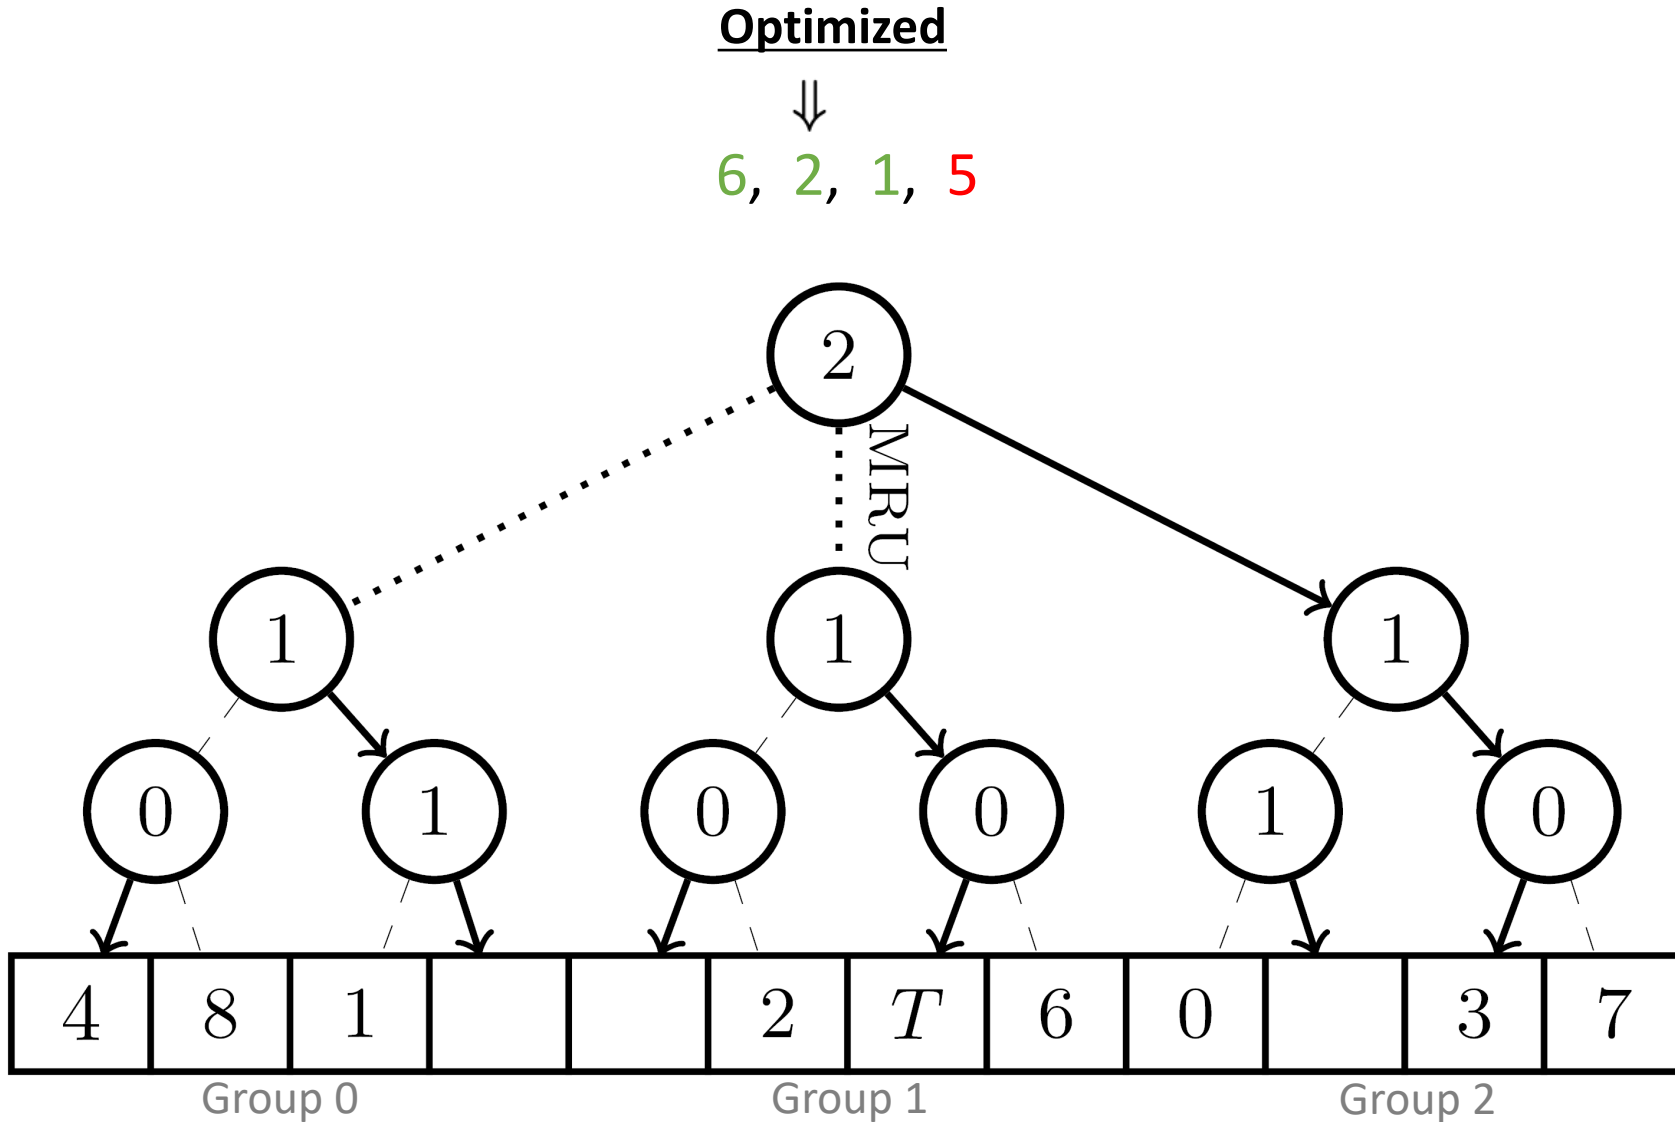 Optimized
⇓
6, 2, 1, 5
2
MRU
1 1 1
0 1 0 0 1 0
4 8 1 2 T 6 0 3 7
Group 0 Group 1 Group 2